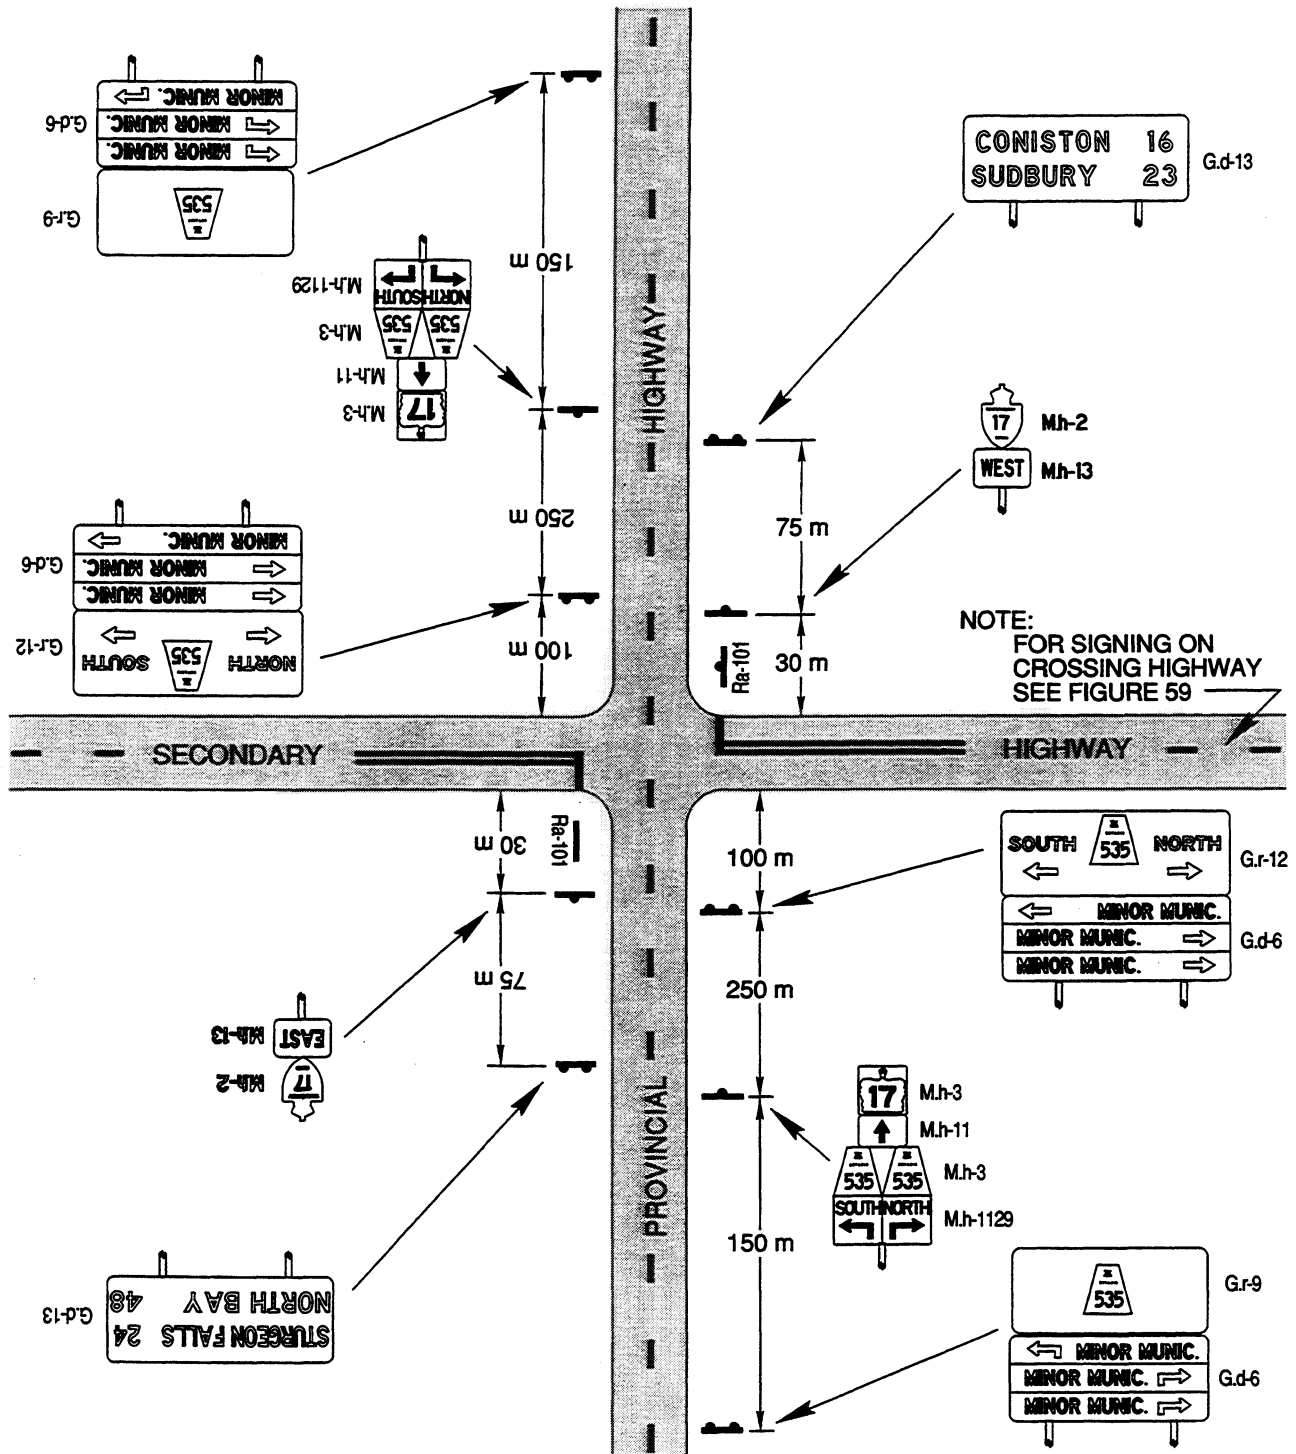 MINOR MUNIC.
MINOR MUNIC.
MINOR MUNIC.
G.d-6
535
G.r-9
150 m
HIGHWAY
CONISTON 16
SUDBURY 23
G.d-13
M.h-1129
SOUTH NORTH
535 535
M.h-3
M.h-11
17
M.h-3
17
M.h-2
WEST
M.h-13
250 m
75 m
MINOR MUNIC.
MINOR MUNIC.
MINOR MUNIC.
G.d-6
NORTH 535 SOUTH
G.r-12
100 m
Ra-101
30 m
NOTE:
FOR SIGNING ON
CROSSING HIGHWAY
SEE FIGURE 59
SECONDARY
HIGHWAY
30 m
Ra-101
100 m
SOUTH 535 NORTH
G.r-12
MINOR MUNIC.
MINOR MUNIC.
MINOR MUNIC.
G.d-6
75 m
250 m
EAST
M.h-13
17
M.h-2
PROVINCIAL
17
M.h-3
M.h-11
535 535
M.h-3
SOUTH NORTH
M.h-1129
150 m
STURGEON FALLS 24
NORTH BAY 48
G.d-13
535
G.r-9
MINOR MUNIC.
MINOR MUNIC.
MINOR MUNIC.
G.d-6